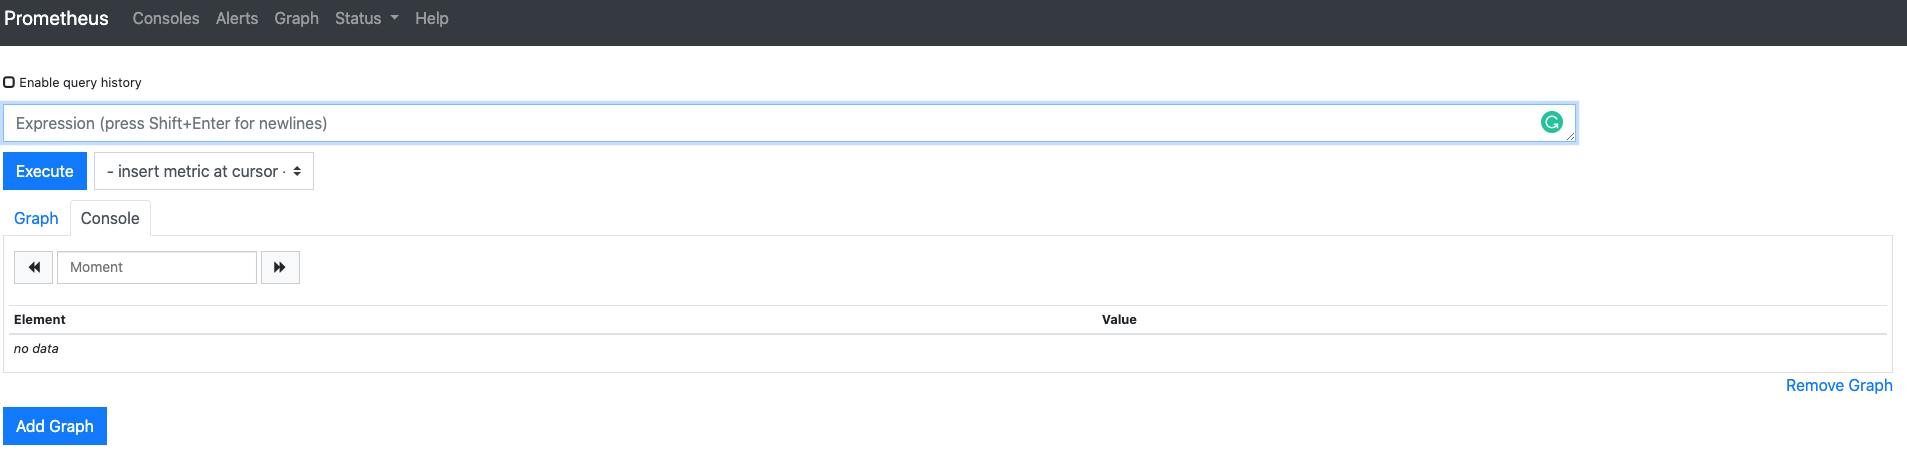 Prometheus Consoles Alerts Graph Status Help
Enable query history
Expression (press Shift+Enter for newlines)
Execute - insert metric at cursor -
Graph Console
Moment
Element Value
no data
Remove Graph
Add Graph